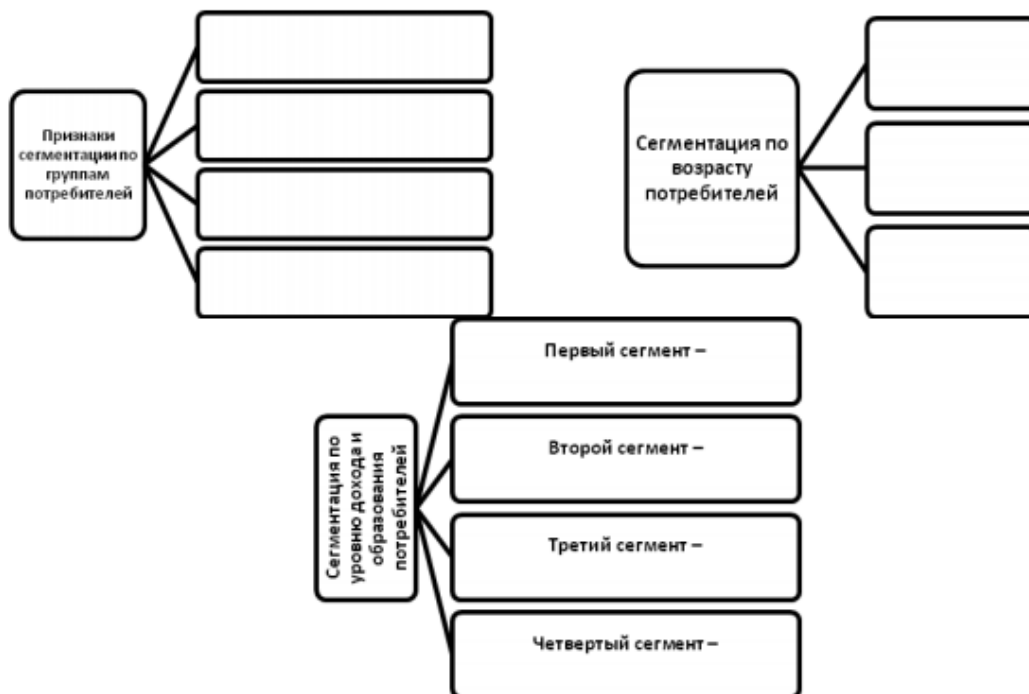 Признаки
сегментации по
группам
потребителей
Сегментация по
возрасту
потребителей
Сегментация по
уровню дохода и
образования
потребителей
Первый сегмент –
Второй сегмент –
Третий сегмент –
Четвертый сегмент –